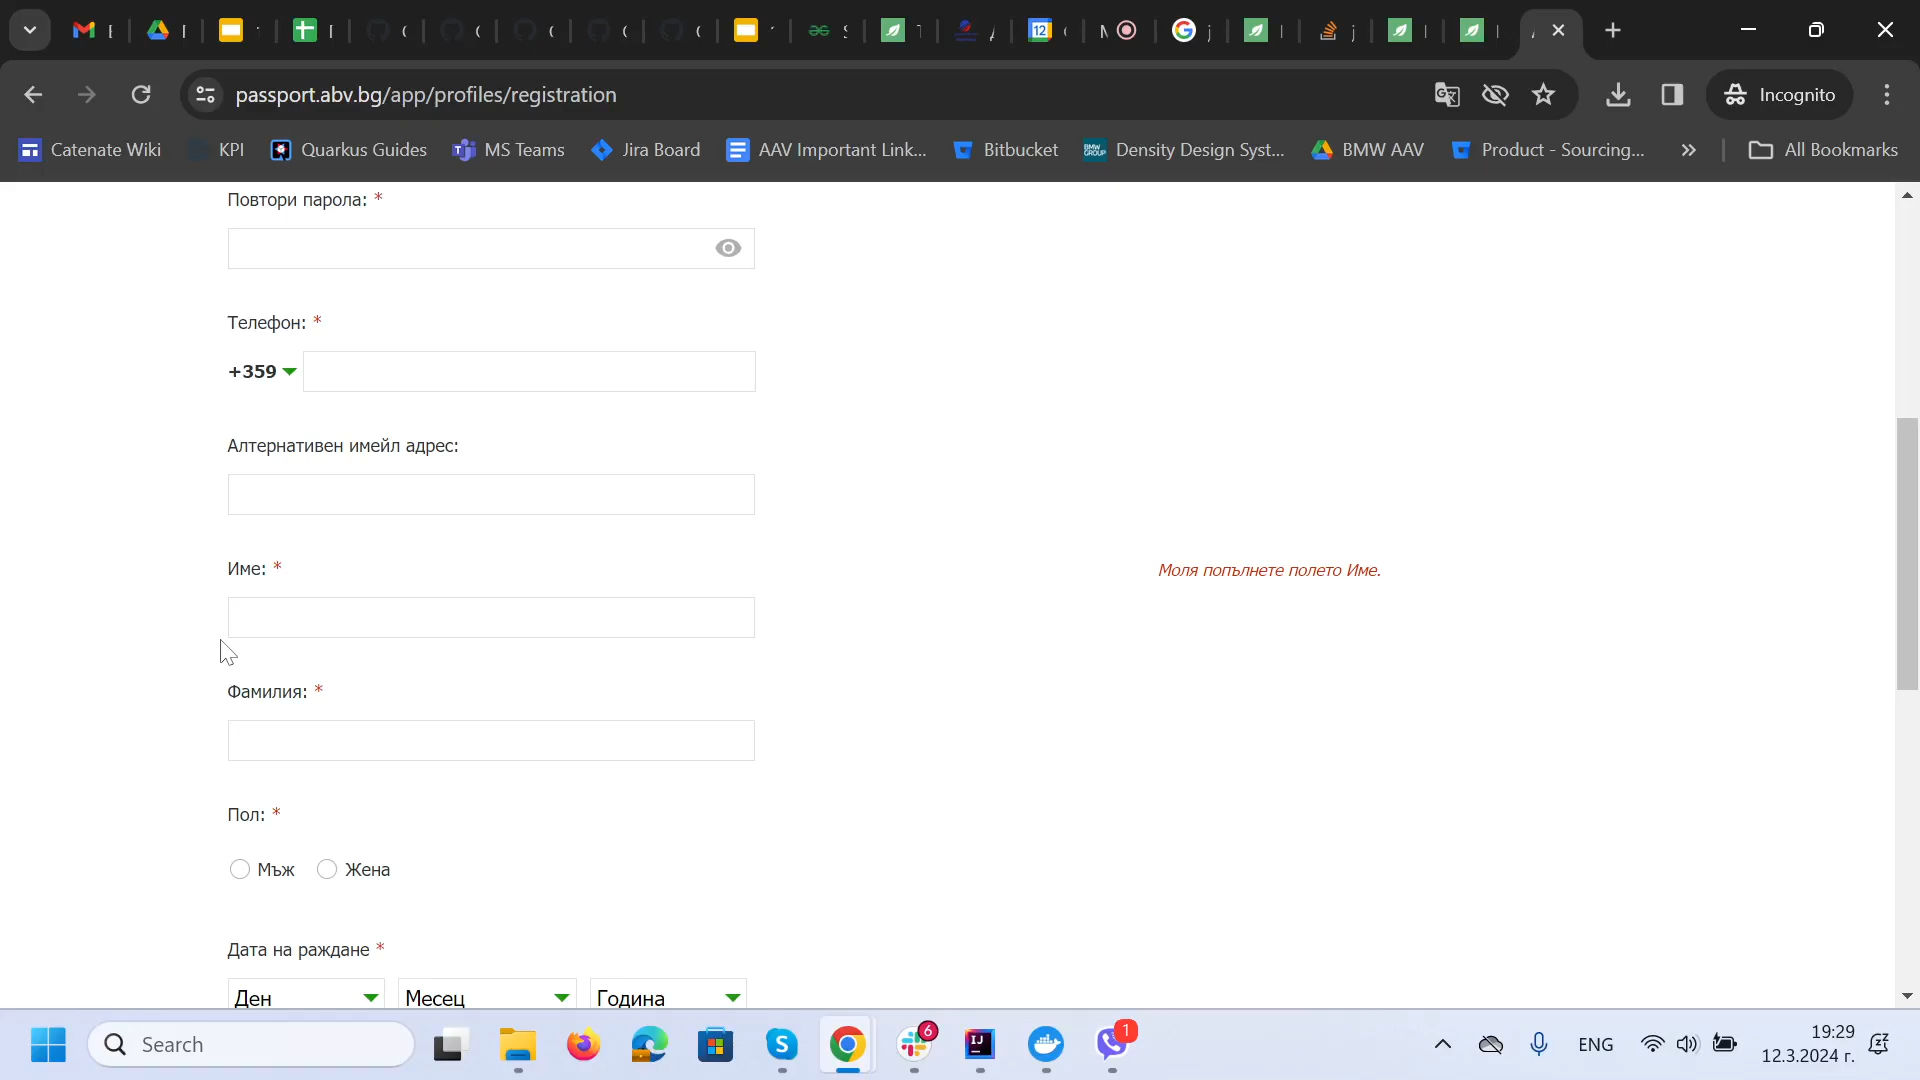 passport.abv.bg/app/profiles/registration
Incognito
Catenate Wiki
KPI
Quarkus Guides
MS Teams
Jira Board
AAV Important Link...
Bitbucket
Density Design Syst...
BMW AAV
Product - Sourcing...
All Bookmarks
Повтори парола: *
Телефон: *
+359
Алтернативен имейл адрес:
Име: *
Моля попълнете полето Име.
Фамилия: *
Пол: *
Мъж Жена
Дата на раждане *
Ден Месец Година
Search
6
1
ENG
19:29
12.3.2024 г.